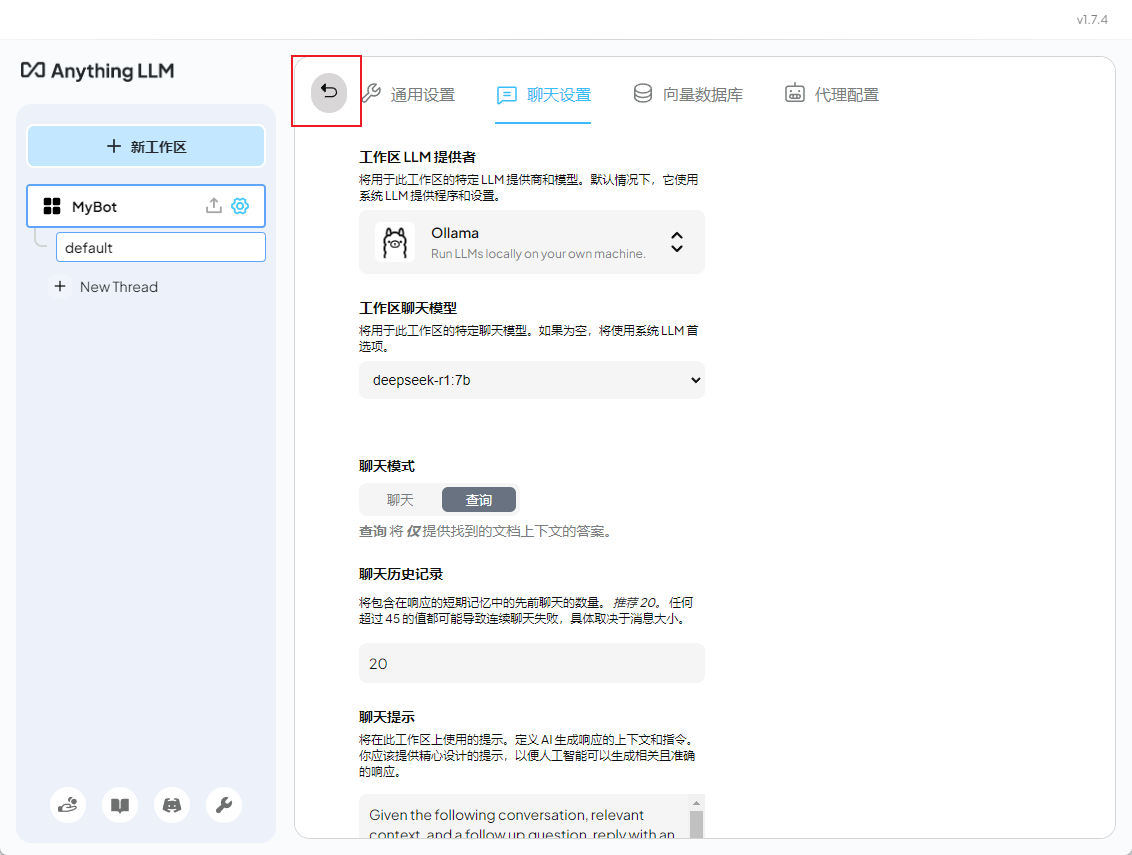 v1.7.4
Anything LLM
通用设置
聊天设置
向量数据库
代理配置
新工作区
MyBot
default
New Thread
工作区 LLM 提供者
将用于此工作区的特定 LLM 提供商和模型。默认情况下，它使用
系统 LLM 提供程序和设置。
Ollama
Run LLMs locally on your own machine.
工作区聊天模型
将用于此工作区的特定聊天模型。如果为空，将使用系统 LLM 首
选项。
deepseek-r1:7b
聊天模式
聊天
查询
查询 将 仅 提供找到的文档上下文的答案。
聊天历史记录
将包含在响应的短期记忆中的先前聊天的数量。 推荐 20。 任何
超过 45 的值都可能导致连续聊天失败，具体取决于消息大小。
20
聊天提示
将在此工作区上使用的提示。定义 AI 生成响应的上下文和指令。
你应该提供精心设计的提示，以便人工智能可以生成相关且准确
的响应。
Given the following conversation, relevant
context, and a follow up question, reply with an